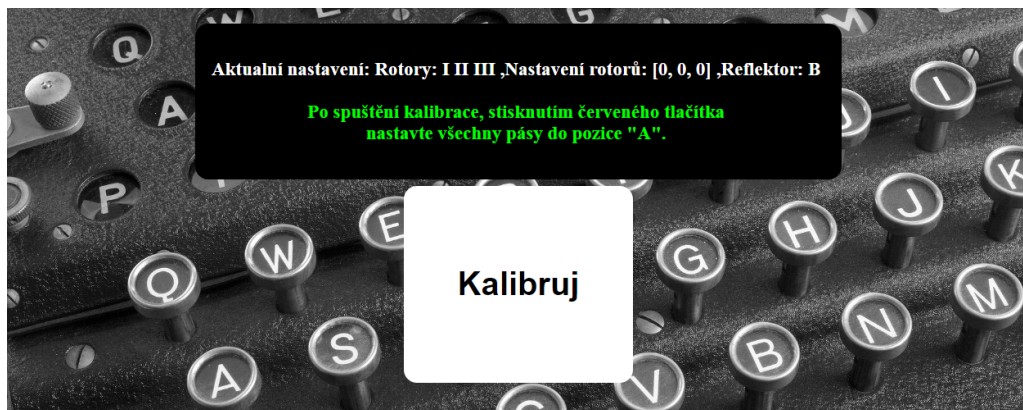 Aktualní nastavení: Rotory: I II III ,Nastavení rotorů: [0, 0, 0] ,Reflektor: B
Po spuštění kalibrace, stisknutím červeného tlačítka
nastavte všechny pásy do pozice "A".
Kalibruj
Q
A
P
G
M
I
K
J
H
G
E
W
Q
M
N
B
V
S
A